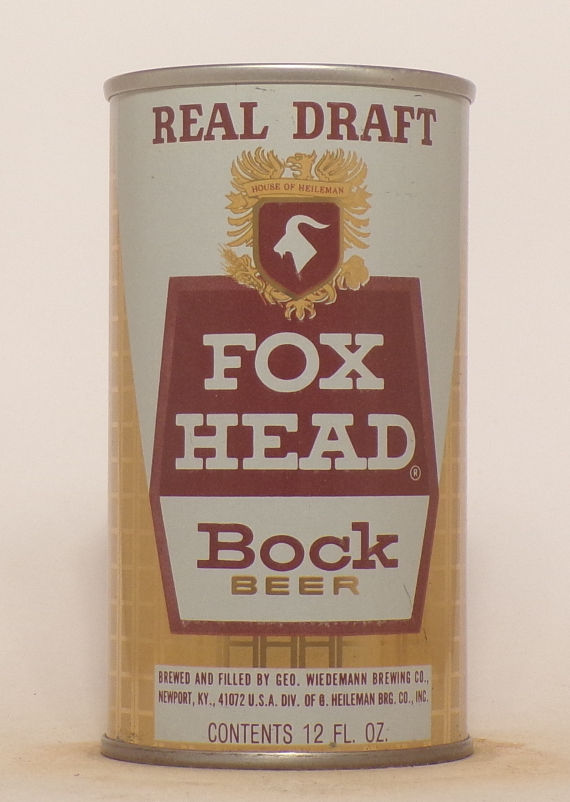 REAL DRAFT
HOUSE OF HEILEMAN
FOX
HEAD®
Bock
BEER
BREWED AND FILLED BY GEO. WIEDEMANN BREWING CO.,
NEWPORT, KY., 41072 U.S.A. DIV. OF G. HEILEMAN BRG. CO., INC.
CONTENTS 12 FL. OZ.